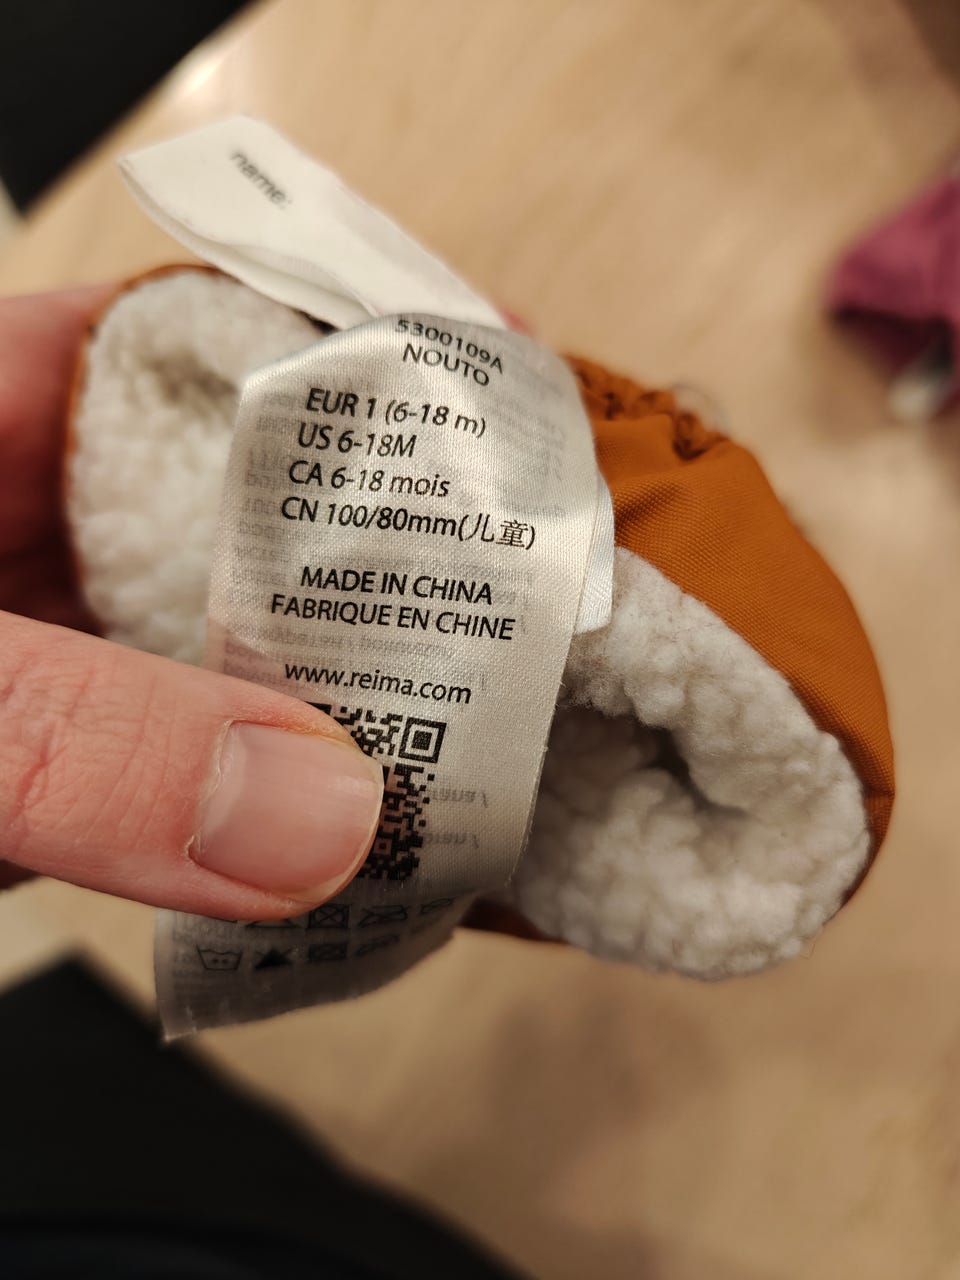 name:
5300109A
NOUTO
EUR 1 (6-18 m)
US 6-18M
CA 6-18 mois
CN 100/80mm(儿童)
MADE IN CHINA
FABRIQUE EN CHINE
www.reima.com